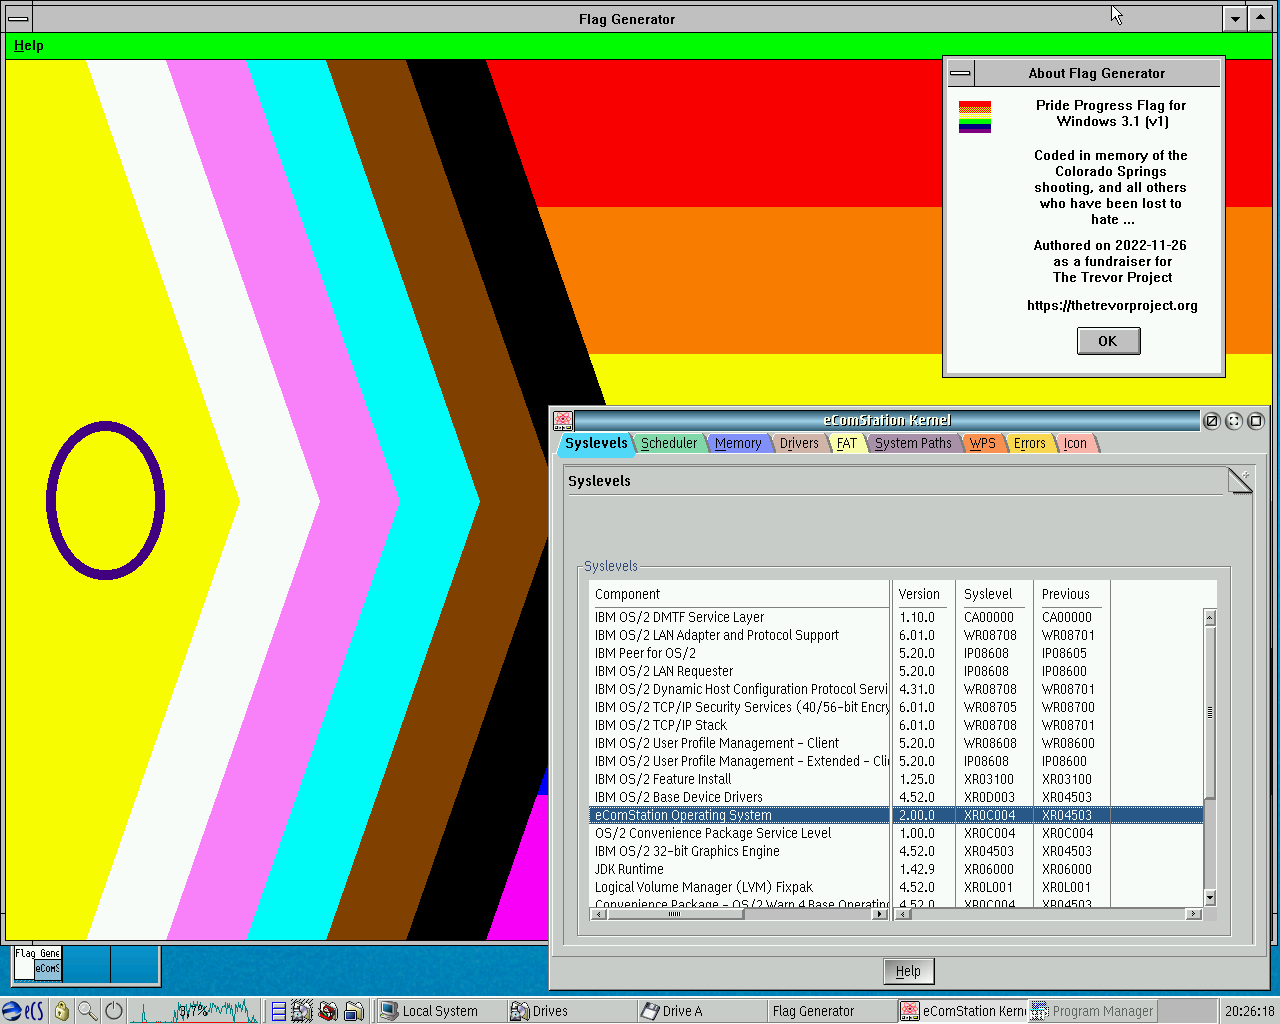 Flag Generator
Help
About Flag Generator
Pride Progress Flag for
Windows 3.1 (v1)
Coded in memory of the
Colorado Springs
shooting, and all others
who have been lost to
hate ...
Authored on 2022-11-26
as a fundraiser for
The Trevor Project
https://thetrevorproject.org
OK
eComStation Kernel
Syslevels Scheduler Memory Drivers FAT System Paths WPS Errors Icon
Syslevels
Syslevels
Component Version Syslevel Previous
IBM OS/2 DMTF Service Layer 1.10.0 CA00000 CA00000
IBM OS/2 LAN Adapter and Protocol Support 6.01.0 WR08708 WR08701
IBM Peer for OS/2 5.20.0 IP08608 IP08605
IBM OS/2 LAN Requester 5.20.0 IP08608 IP08600
IBM OS/2 Dynamic Host Configuration Protocol Servi 4.31.0 WR08708 WR08701
IBM OS/2 TCP/IP Security Services (40/56-bit Encry 6.01.0 WR08705 WR08700
IBM OS/2 TCP/IP Stack 6.01.0 WR08708 WR08701
IBM OS/2 User Profile Management - Client 5.20.0 WR08608 WR08600
IBM OS/2 User Profile Management - Extended - Clie 5.20.0 IP08608 IP08600
IBM OS/2 Feature Install 1.25.0 XR03100 XR03100
IBM OS/2 Base Device Drivers 4.52.0 XR0D003 XR04503
eComStation Operating System 2.00.0 XR0C004 XR04503
OS/2 Convenience Package Service Level 1.00.0 XR0C004 XR0C004
IBM OS/2 32-bit Graphics Engine 4.52.0 XR04503 XR04503
JDK Runtime 1.42.9 XR06000 XR06000
Logical Volume Manager (LVM) Fixpak 4.52.0 XR0L001 XR0L001
Convenience Package - OS/2 Warp 4 Base Operating 4.52.0 XR0C004 XR04503
Help
Flag Gene
eComS
eCS 3,7% Local System Drives Drive A Flag Generator eComStation Kern Program Manager 20:26:18